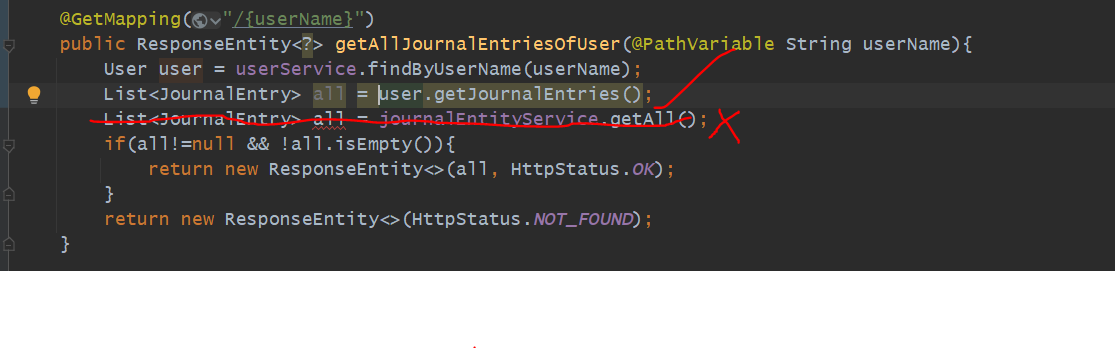 @GetMapping("/{userName}")
public ResponseEntity<?> getAllJournalEntriesOfUser(@PathVariable String userName){
User user = userService.findByUserName(userName);
List<JournalEntry> all = user.getJournalEntries();
List<JournalEntry> all = journalEntityService.getAll();
if(all!=null && !all.isEmpty()){
return new ResponseEntity<>(all, HttpStatus.OK);
}
return new ResponseEntity<>(HttpStatus.NOT_FOUND);
}